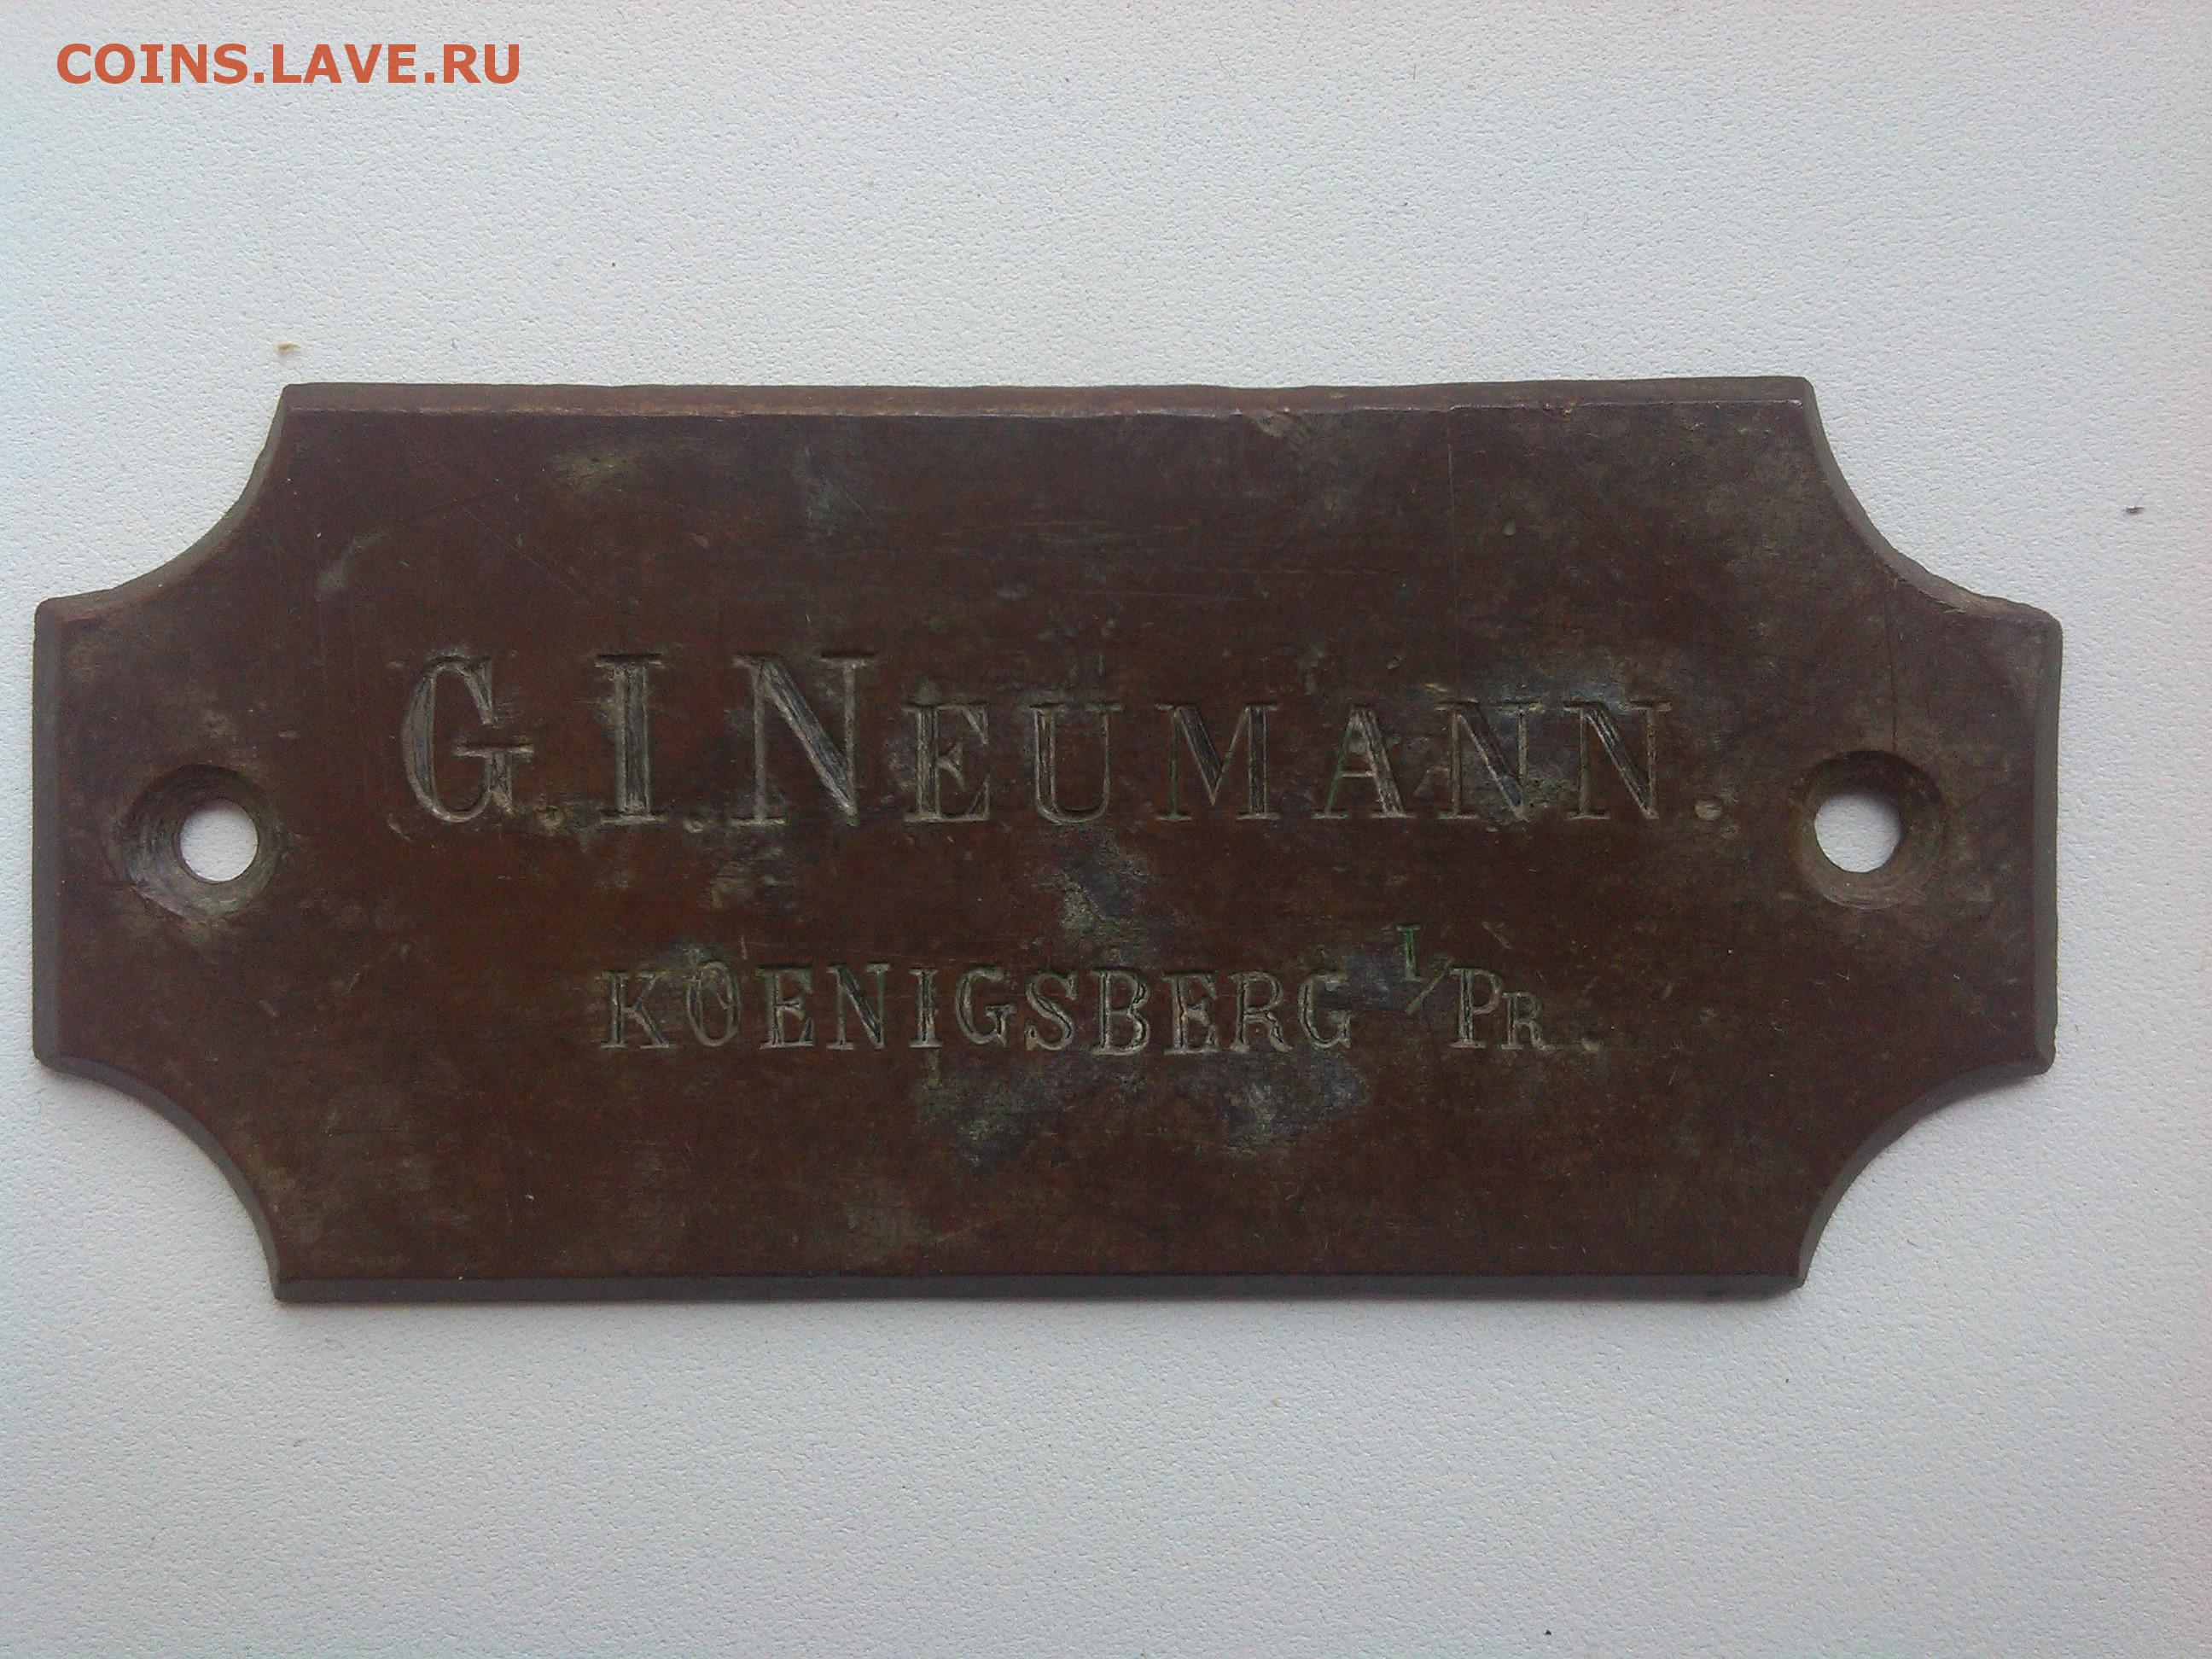 COINS.LAVE.RU
G.I.NEUMANN.
KOENIGSBERG I/PR.